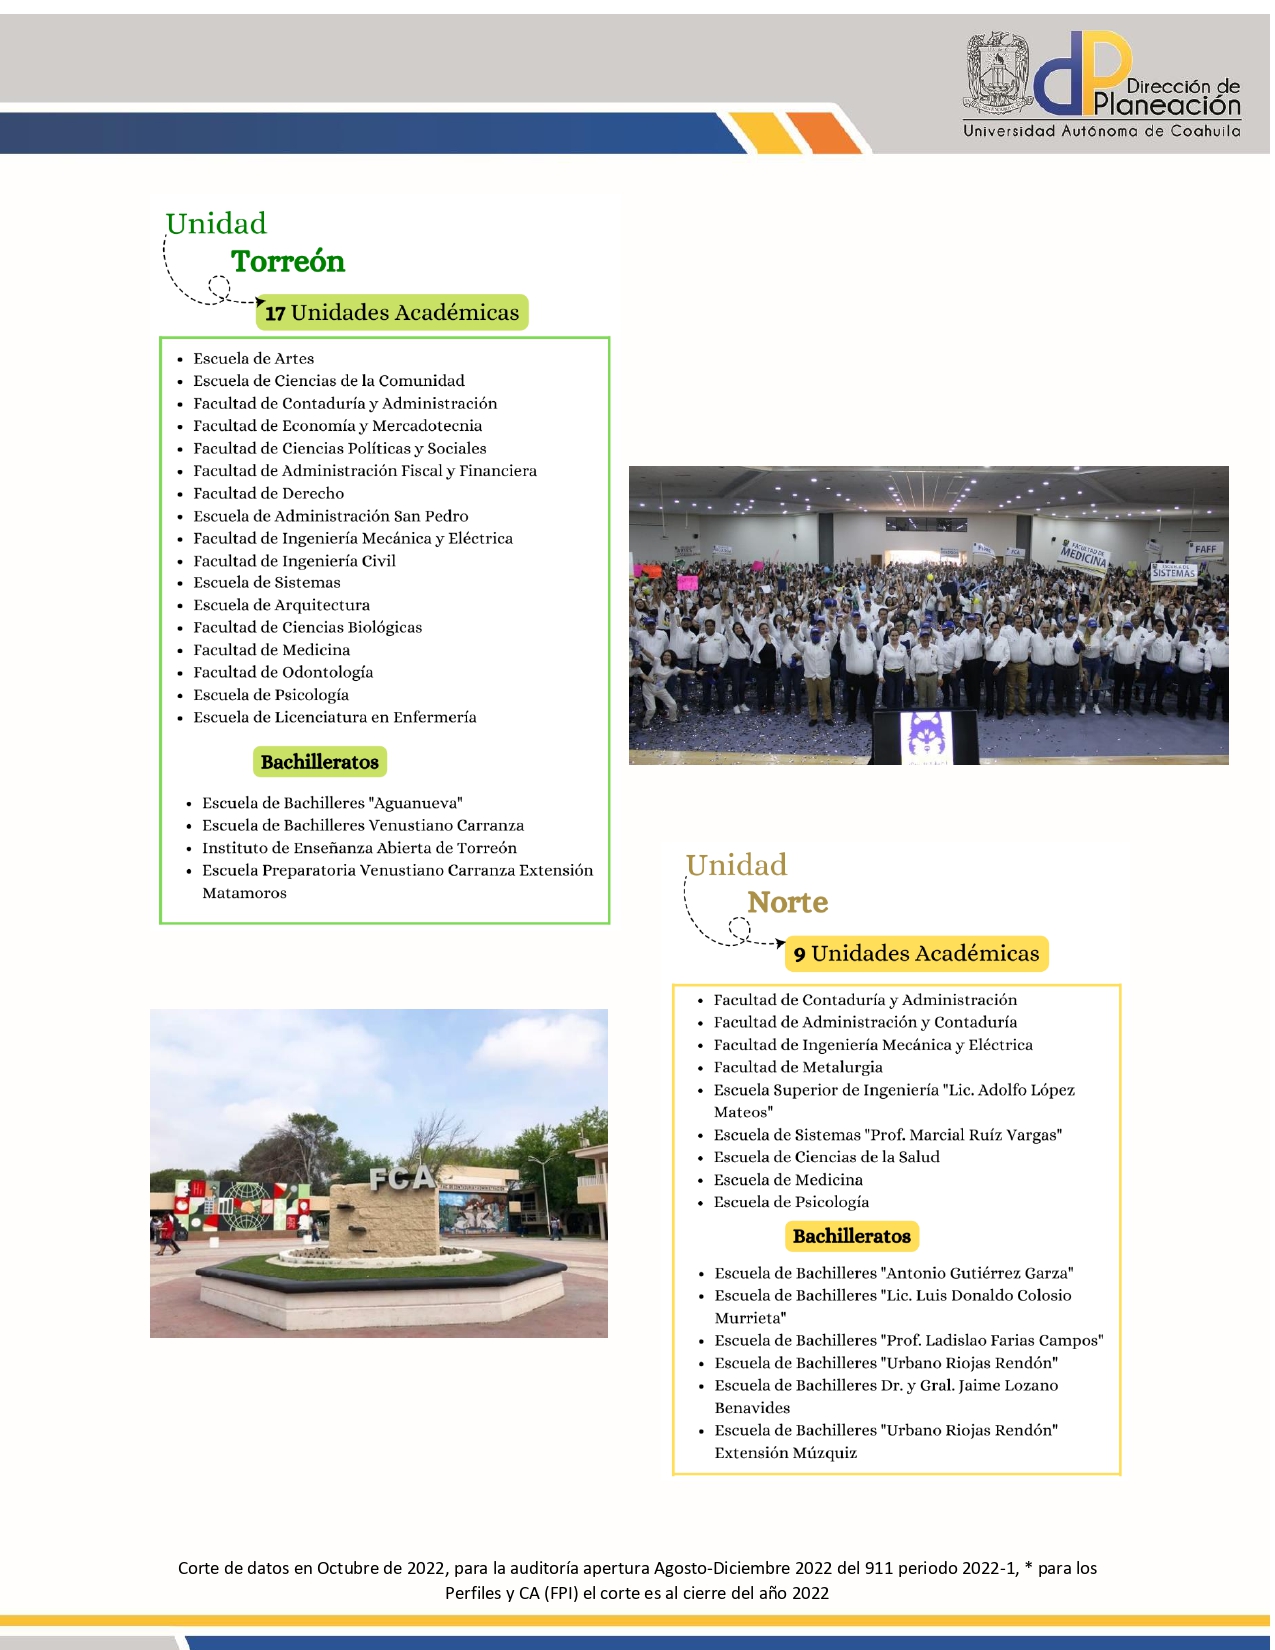 Dirección de
Planeación
Universidad Autónoma de Coahuila
Unidad
Torreón
17 Unidades Académicas
• Escuela de Artes
• Escuela de Ciencias de la Comunidad
• Facultad de Contaduría y Administración
• Facultad de Economía y Mercadotecnia
• Facultad de Ciencias Políticas y Sociales
• Facultad de Administración Fiscal y Financiera
• Facultad de Derecho
• Escuela de Administración San Pedro
• Facultad de Ingeniería Mecánica y Eléctrica
• Facultad de Ingeniería Civil
• Escuela de Sistemas
• Escuela de Arquitectura
• Facultad de Ciencias Biológicas
• Facultad de Medicina
• Facultad de Odontología
• Escuela de Psicología
• Escuela de Licenciatura en Enfermería
Bachilleratos
• Escuela de Bachilleres "Aguanueva"
• Escuela de Bachilleres Venustiano Carranza
• Instituto de Enseñanza Abierta de Torreón
• Escuela Preparatoria Venustiano Carranza Extensión
Matamoros
FACULTAD DE
MEDICINA
ESCUELA DE
SISTEMAS
FAFF
Unidad
Norte
9 Unidades Académicas
• Facultad de Contaduría y Administración
• Facultad de Administración y Contaduría
• Facultad de Ingeniería Mecánica y Eléctrica
• Facultad de Metalurgia
• Escuela Superior de Ingeniería "Lic. Adolfo López
Mateos"
• Escuela de Sistemas "Prof. Marcial Ruíz Vargas"
• Escuela de Ciencias de la Salud
• Escuela de Medicina
• Escuela de Psicología
Bachilleratos
• Escuela de Bachilleres "Antonio Gutiérrez Garza"
• Escuela de Bachilleres "Lic. Luis Donaldo Colosio
Murrieta"
• Escuela de Bachilleres "Prof. Ladislao Farias Campos"
• Escuela de Bachilleres "Urbano Riojas Rendón"
• Escuela de Bachilleres Dr. y Gral. Jaime Lozano
Benavides
• Escuela de Bachilleres "Urbano Riojas Rendón"
Extensión Múzquiz
FCA
Corte de datos en Octubre de 2022, para la auditoría apertura Agosto-Diciembre 2022 del 911 periodo 2022-1, * para los
Perfiles y CA (FPI) el corte es al cierre del año 2022